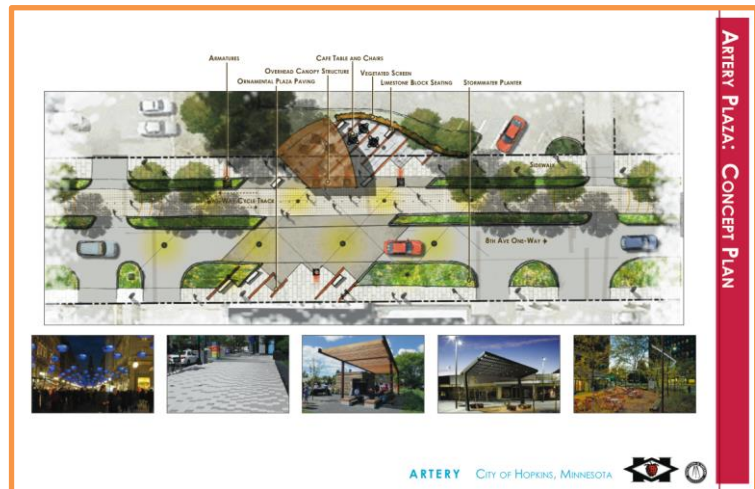 ARTERY PLAZA: CONCEPT PLAN
ARMATURES
CAFE TABLE AND CHAIRS
OVERHEAD CANOPY STRUCTURE
VEGETATED SCREEN
ORNAMENTAL PLAZA PAVING
LIMESTONE BLOCK SEATING
STORMWATER PLANTER
SIDEWALK
CYCLE TRACK
8TH AVE ONE-WAY
ARTERY CITY OF HOPKINS, MINNESOTA